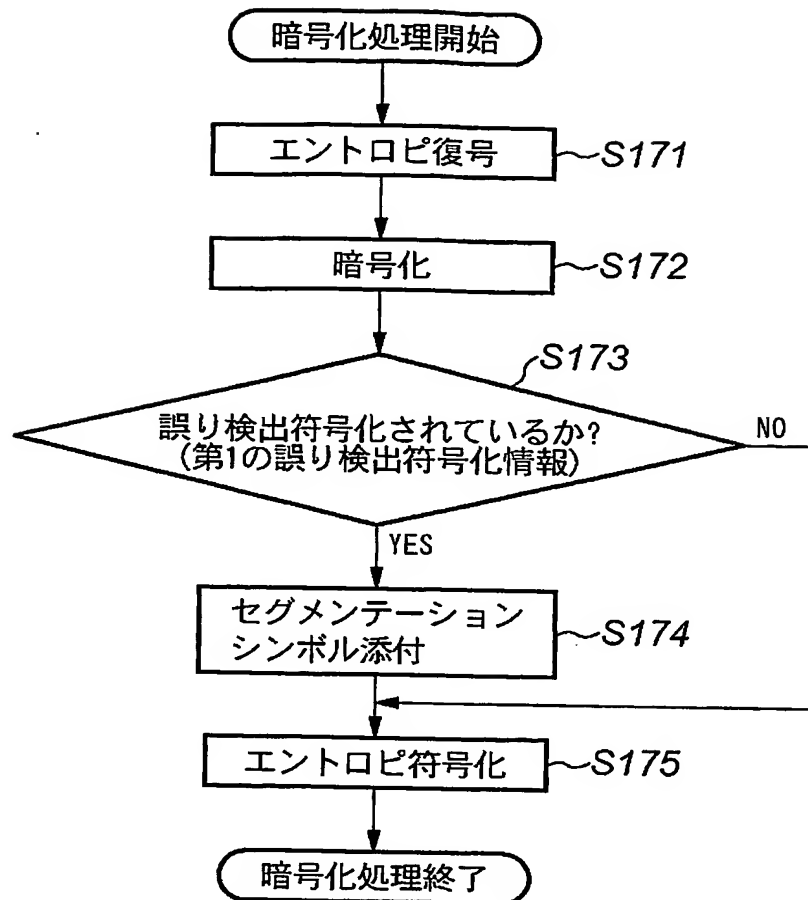 暗号化処理開始
エントロピ復号
S171
暗号化
S172
S173
誤り検出符号化されているか?
(第1の誤り検出符号化情報)
NO
YES
セグメンテーション
シンボル添付
S174
エントロピ符号化
S175
暗号化処理終了